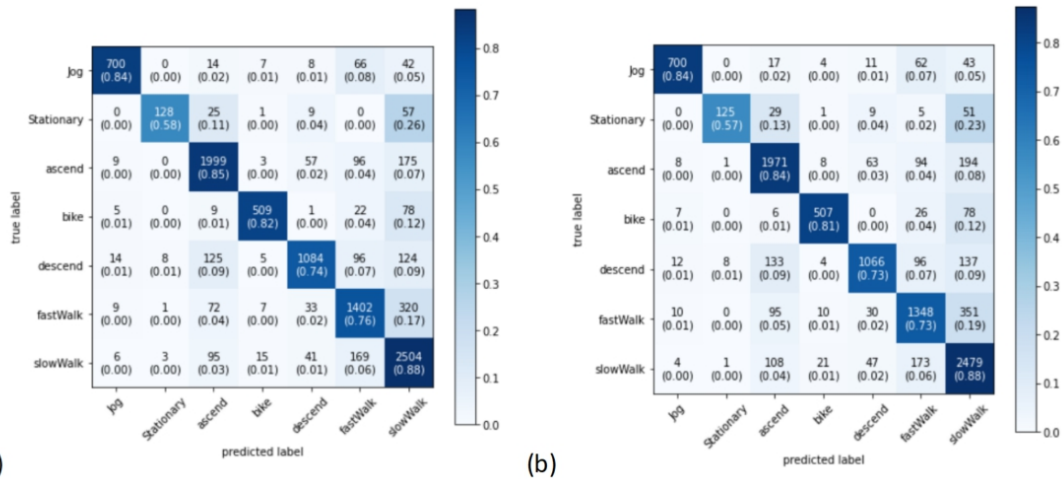 0.8
0.7
0.6
0.5
0.4
0.3
0.2
0.1
0.0
true label
Jog 700 0 14 7 8 66 42
(0.84) (0.00) (0.02) (0.01) (0.01) (0.08) (0.05)
Stationary 0 128 25 1 9 0 57
(0.00) (0.58) (0.11) (0.00) (0.04) (0.00) (0.26)
ascend 9 0 1999 3 57 96 175
(0.00) (0.00) (0.85) (0.00) (0.02) (0.04) (0.07)
bike 5 0 9 509 1 22 78
(0.01) (0.00) (0.01) (0.82) (0.00) (0.04) (0.12)
descend 14 8 125 5 1084 96 124
(0.01) (0.01) (0.09) (0.00) (0.74) (0.07) (0.09)
fastWalk 9 1 72 7 33 1402 320
(0.00) (0.00) (0.04) (0.00) (0.02) (0.76) (0.17)
slowWalk 6 3 95 15 41 169 2504
(0.00) (0.00) (0.03) (0.01) (0.01) (0.06) (0.88)
Jog Stationary ascend bike descend fastWalk slowWalk
predicted label
)
0.8
0.7
0.6
0.5
0.4
0.3
0.2
0.1
0.0
true label
Jog 700 0 17 4 11 62 43
(0.84) (0.00) (0.02) (0.00) (0.01) (0.07) (0.05)
Stationary 0 125 29 1 9 5 51
(0.00) (0.57) (0.13) (0.00) (0.04) (0.02) (0.23)
ascend 8 1 1971 8 63 94 194
(0.00) (0.00) (0.84) (0.00) (0.03) (0.04) (0.08)
bike 7 0 6 507 0 26 78
(0.01) (0.00) (0.01) (0.81) (0.00) (0.04) (0.12)
descend 12 8 133 4 1066 96 137
(0.01) (0.01) (0.09) (0.00) (0.73) (0.07) (0.09)
fastWalk 10 0 95 10 30 1348 351
(0.01) (0.00) (0.05) (0.01) (0.02) (0.73) (0.19)
slowWalk 4 1 108 21 47 173 2479
(0.00) (0.00) (0.04) (0.01) (0.02) (0.06) (0.88)
Jog Stationary ascend bike descend fastWalk slowWalk
predicted label
(b)